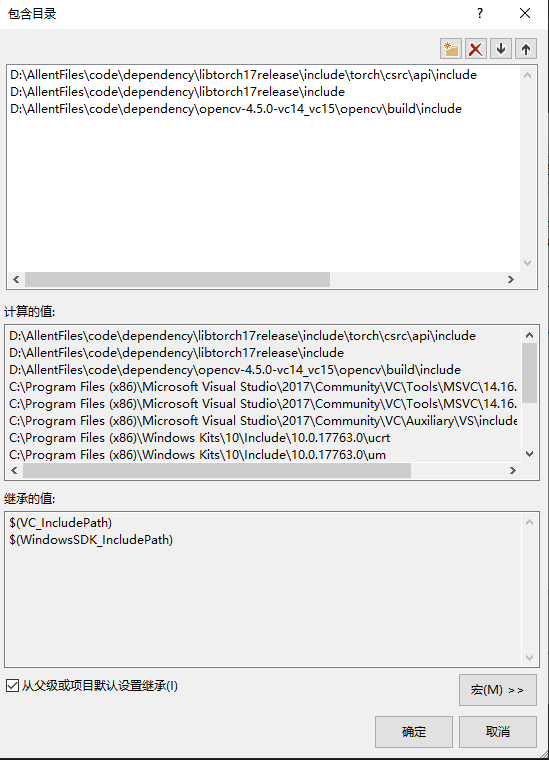 包含目录
D:\AllentFiles\code\dependency\libtorch17release\include\torch\csrc\api\include
D:\AllentFiles\code\dependency\libtorch17release\include
D:\AllentFiles\code\dependency\opencv-4.5.0-vc14_vc15\opencv\build\include
计算的值:
D:\AllentFiles\code\dependency\libtorch17release\include\torch\csrc\api\include
D:\AllentFiles\code\dependency\libtorch17release\include
D:\AllentFiles\code\dependency\opencv-4.5.0-vc14_vc15\opencv\build\include
C:\Program Files (x86)\Microsoft Visual Studio\2017\Community\VC\Tools\MSVC\14.16.
C:\Program Files (x86)\Microsoft Visual Studio\2017\Community\VC\Tools\MSVC\14.16.
C:\Program Files (x86)\Microsoft Visual Studio\2017\Community\VC\Auxiliary\VS\include
C:\Program Files (x86)\Windows Kits\10\Include\10.0.17763.0\ucrt
C:\Program Files (x86)\Windows Kits\10\Include\10.0.17763.0\um
继承的值:
$(VC_IncludePath)
$(WindowsSDK_IncludePath)
从父级或项目默认设置继承(I)
宏(M) >>
确定
取消